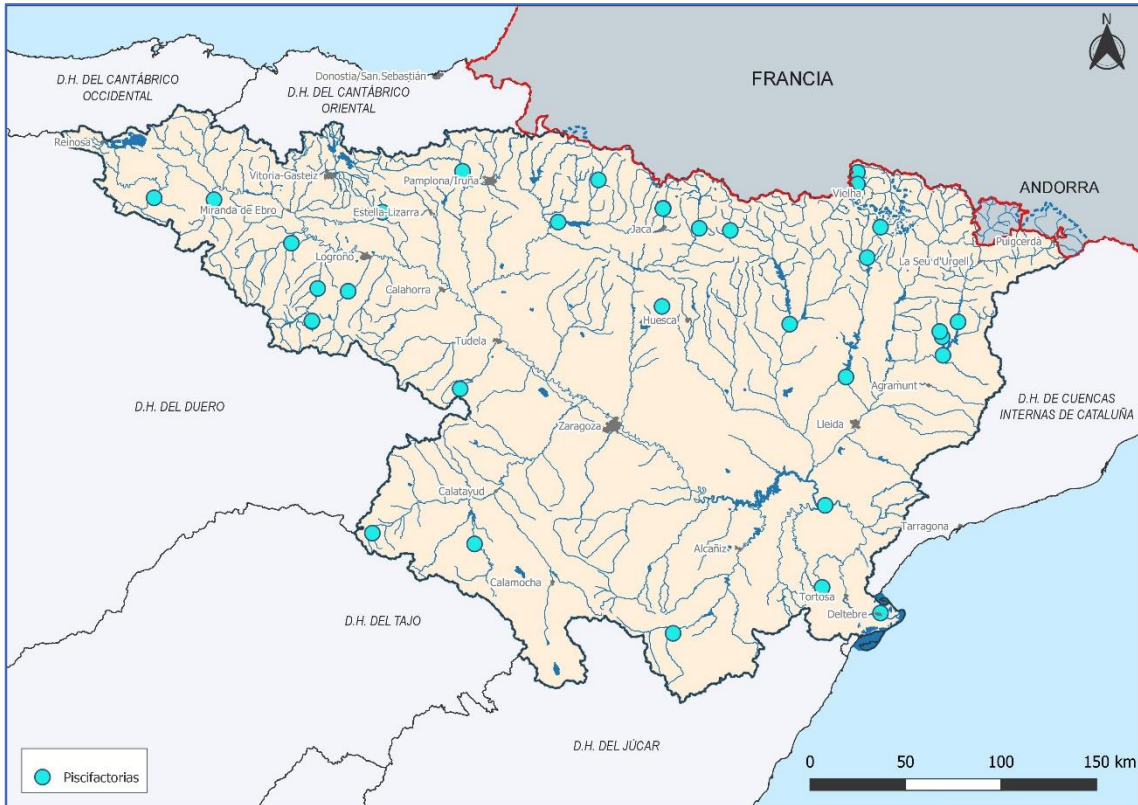 N
FRANCIA
Donostia/San Sebastián
D.H. DEL CANTÁBRICO
OCCIDENTAL
D.H. DEL CANTÁBRICO
ORIENTAL
Reinosa
Vitoria-Gasteiz
Pamplona/Iruña
Vielha
ANDORRA
Miranda de Ebro
Estella-Lizarra
Jaca
Puigcerdà
Logroño
La Seu d'Urgell
Calahorra
Huesca
Tudela
Agramunt
D.H. DEL DUERO
D.H. DE CUENCAS
INTERNAS DE CATALUÑA
Zaragoza
Lleida
Calatayud
Tarragona
Alcañiz
Calamocha
Tortosa
Deltebre
D.H. DEL TAJO
D.H. DEL JÚCAR
Piscifactorias
0 50 100 150 km